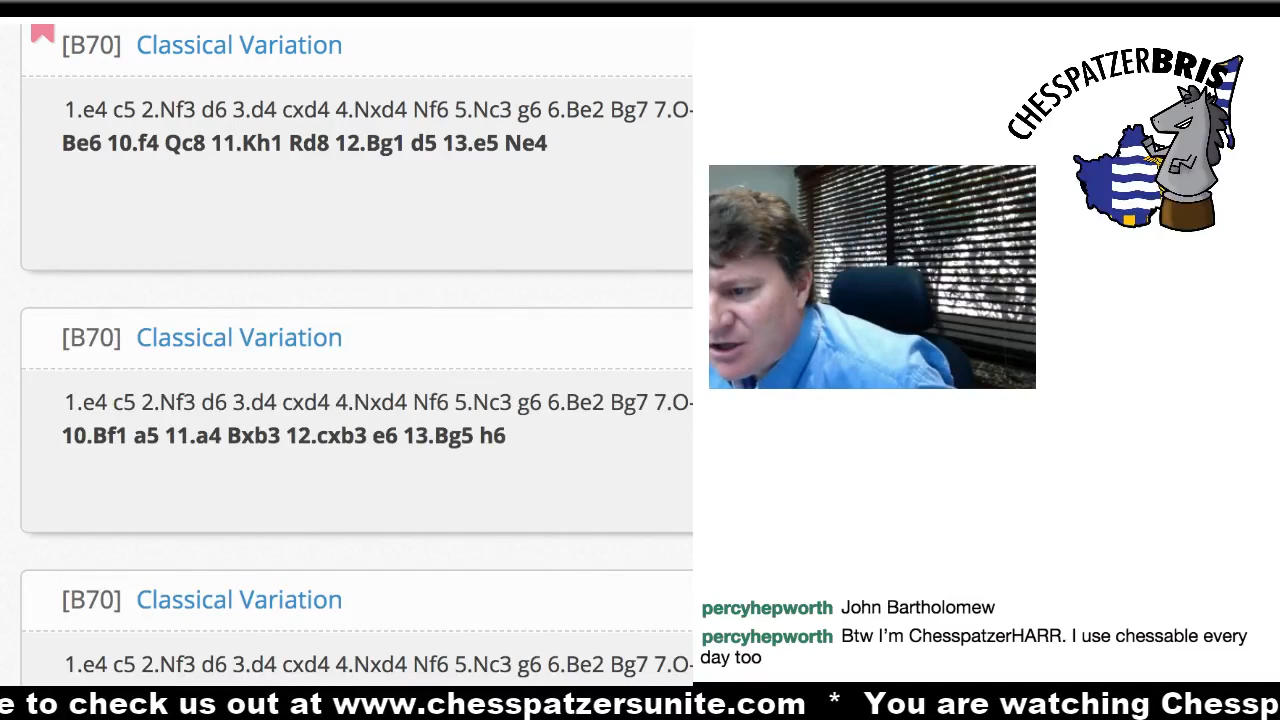 [B70] Classical Variation
1.e4 c5 2.Nf3 d6 3.d4 cxd4 4.Nxd4 Nf6 5.Nc3 g6 6.Be2 Bg7 7.O-
Be6 10.f4 Qc8 11.Kh1 Rd8 12.Bg1 d5 13.e5 Ne4
[B70] Classical Variation
1.e4 c5 2.Nf3 d6 3.d4 cxd4 4.Nxd4 Nf6 5.Nc3 g6 6.Be2 Bg7 7.O-
10.Bf1 a5 11.a4 Bxb3 12.cxb3 e6 13.Bg5 h6
[B70] Classical Variation
1.e4 c5 2.Nf3 d6 3.d4 cxd4 4.Nxd4 Nf6 5.Nc3 g6 6.Be2 Bg7 7.O-
CHESSPATZERBRIS
percyhepworth John Bartholomew
percyhepworth Btw I'm ChesspatzerHARR. I use chessable every
day too
e to check us out at www.chesspatzersunite.com * You are watching Chessp